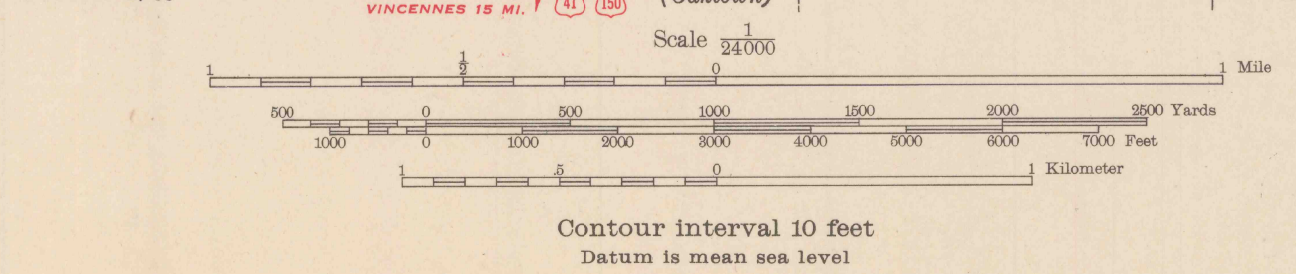 VINCENNES 15 MI. 41 150 (Oaktown)
Scale 1/24000
1 1/2 0 1 Mile
500 0 500 1000 1500 2000 2500 Yards
1000 0 1000 2000 3000 4000 5000 6000 7000 Feet
1 .5 0 1 Kilometer
Contour interval 10 feet
Datum is mean sea level